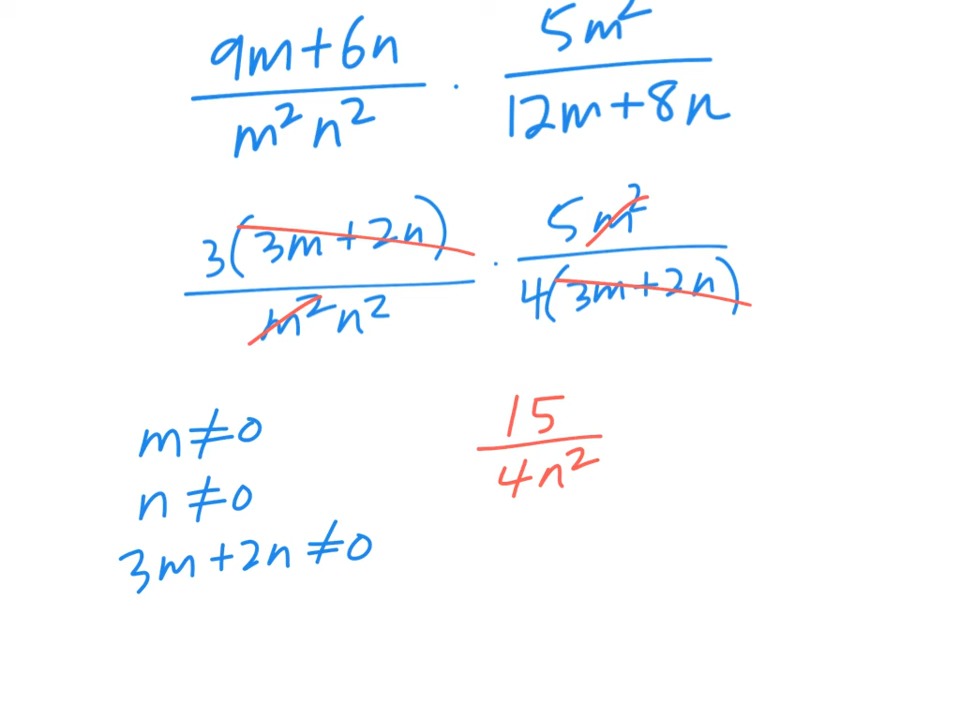 9m+6n / m²n² · 5m² / 12m+8n
3(3m+2n) / m²n² · 5m² / 4(3m+2n)
m≠0
n≠0
3m+2n≠0
15 / 4n²